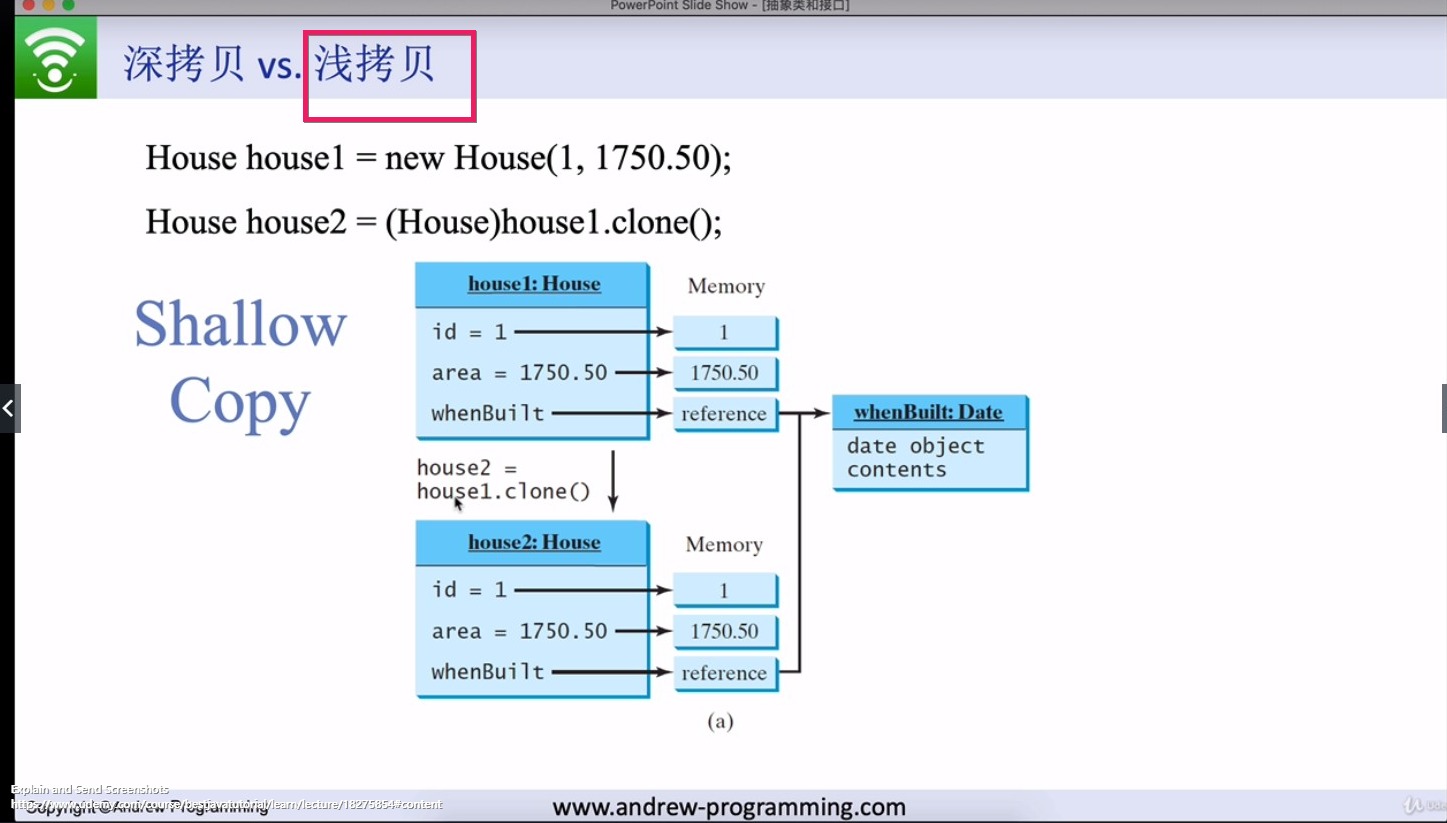 PowerPoint Slide Show - [抽象类和接口]
深拷贝 vs. 浅拷贝
House house1 = new House(1, 1750.50);
House house2 = (House)house1.clone();
Shallow
Copy
house1: House
Memory
id = 1
1
area = 1750.50
1750.50
whenBuilt
reference
whenBuilt: Date
date object
contents
house2 =
house1.clone()
house2: House
Memory
id = 1
1
area = 1750.50
1750.50
whenBuilt
reference
(a)
Explain and Send Screenshots
https://www.udemy.com/course/bestjavatutorial/learn/lecture/18275854#content
Copyright ©Andrew Programming
www.andrew-programming.com